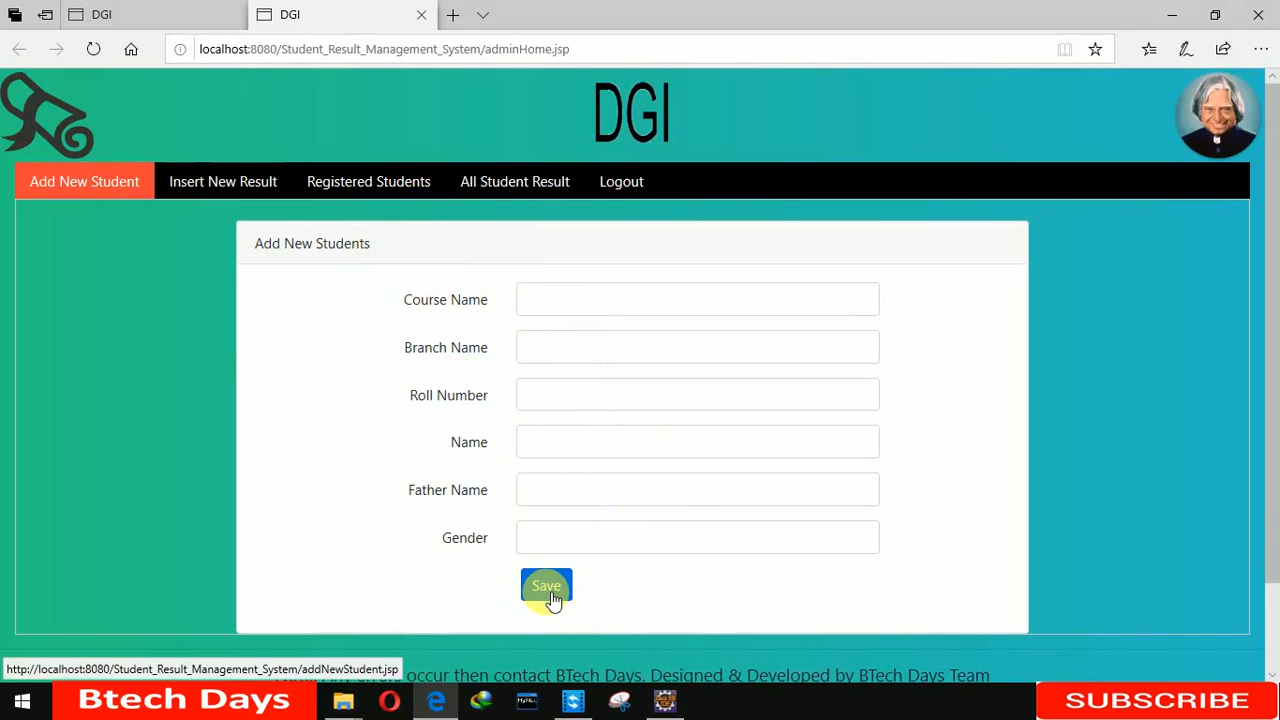 DGI
DGI
localhost:8080/Student_Result_Management_System/adminHome.jsp
DGI
Add New Student
Insert New Result
Registered Students
All Student Result
Logout
Add New Students
Course Name
Branch Name
Roll Number
Name
Father Name
Gender
Save
http://localhost:8080/Student_Result_Management_System/addNewStudent.jsp
occur then contact BTech Days. Designed & Developed by BTech Days Team
Btech Days
SUBSCRIBE